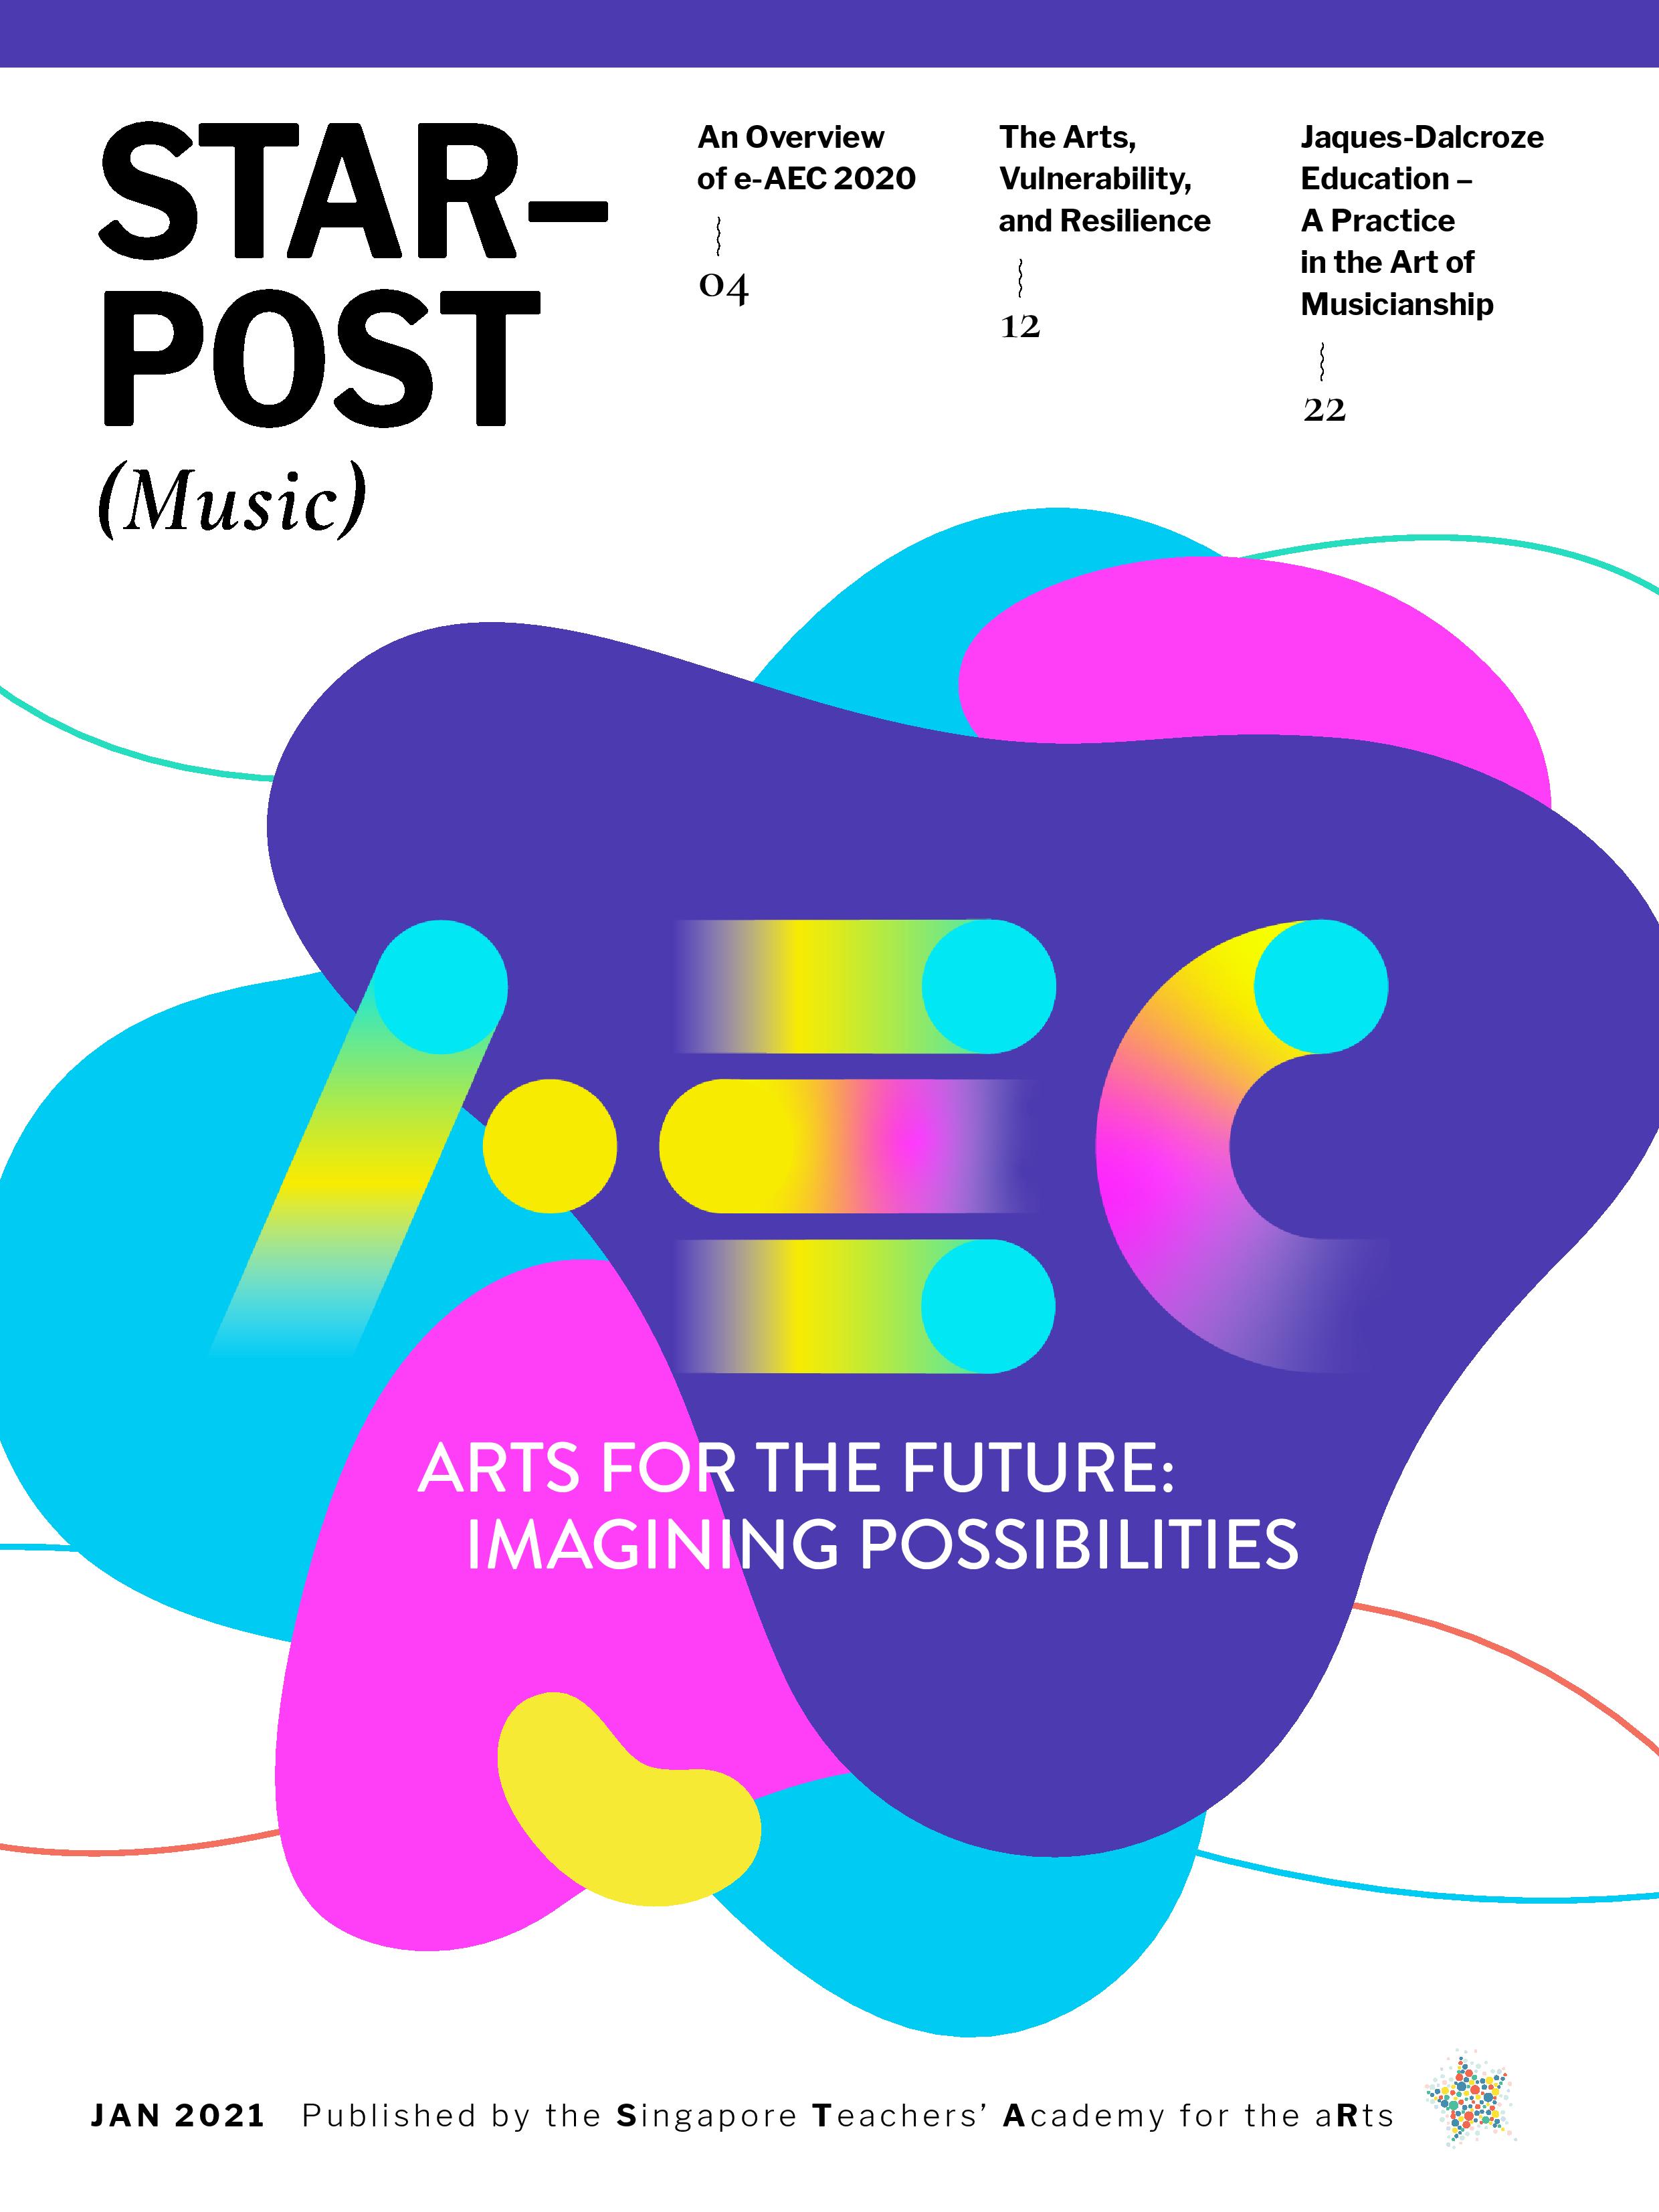 STAR–
POST
(Music)
An Overview
of e-AEC 2020
04
The Arts,
Vulnerability,
and Resilience
12
Jaques-Dalcroze
Education –
A Practice
in the Art of
Musicianship
22
AEC
ARTS FOR THE FUTURE:
IMAGINING POSSIBILITIES
JAN 2021 Published by the Singapore Teachers’ Academy for the aRts